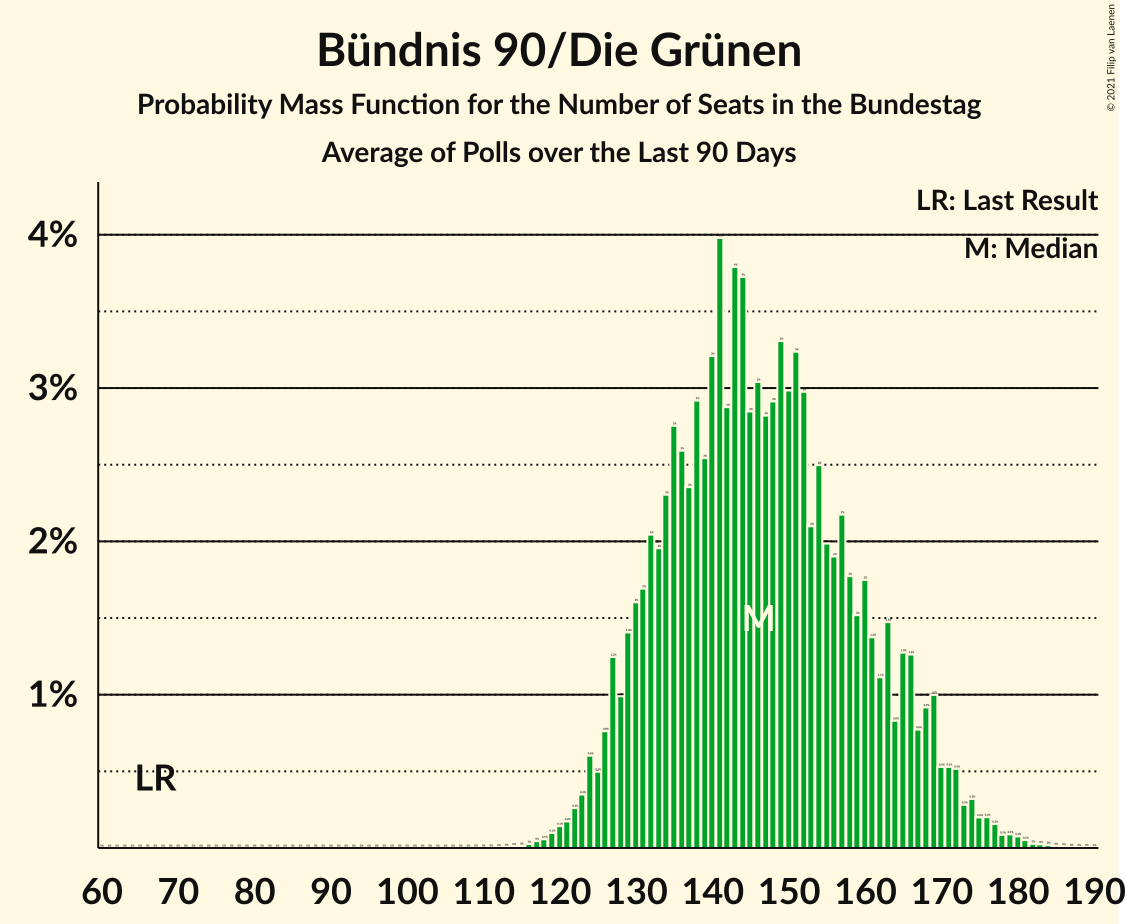 Bündnis 90/Die Grünen
Probability Mass Function for the Number of Seats in the Bundestag
Average of Polls over the Last 90 Days
© 2021 Filip van Laenen
LR: Last Result
M: Median
4%
3%
2%
1%
LR
M
60 70 80 90 100 110 120 130 140 150 160 170 180 190